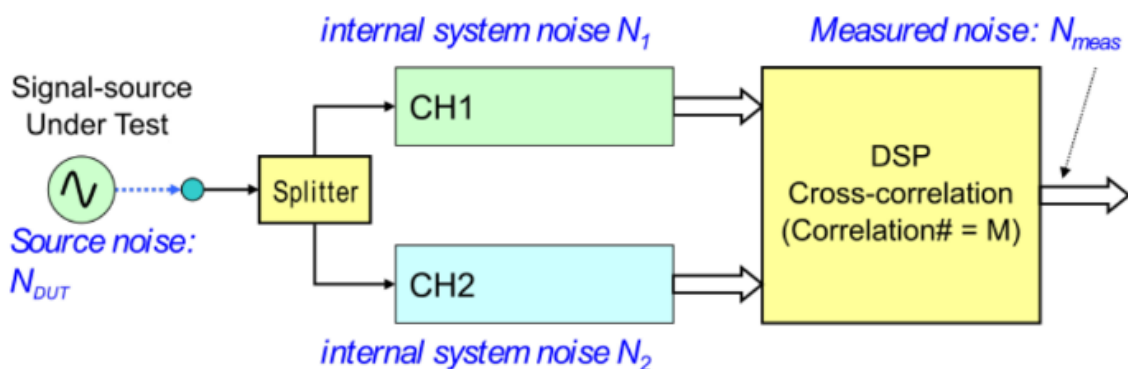 internal system noise N1
Measured noise: Nmeas
Signal-source
Under Test
CH1
Splitter
DSP
Cross-correlation
(Correlation# = M)
Source noise:
NDUT
CH2
internal system noise N2